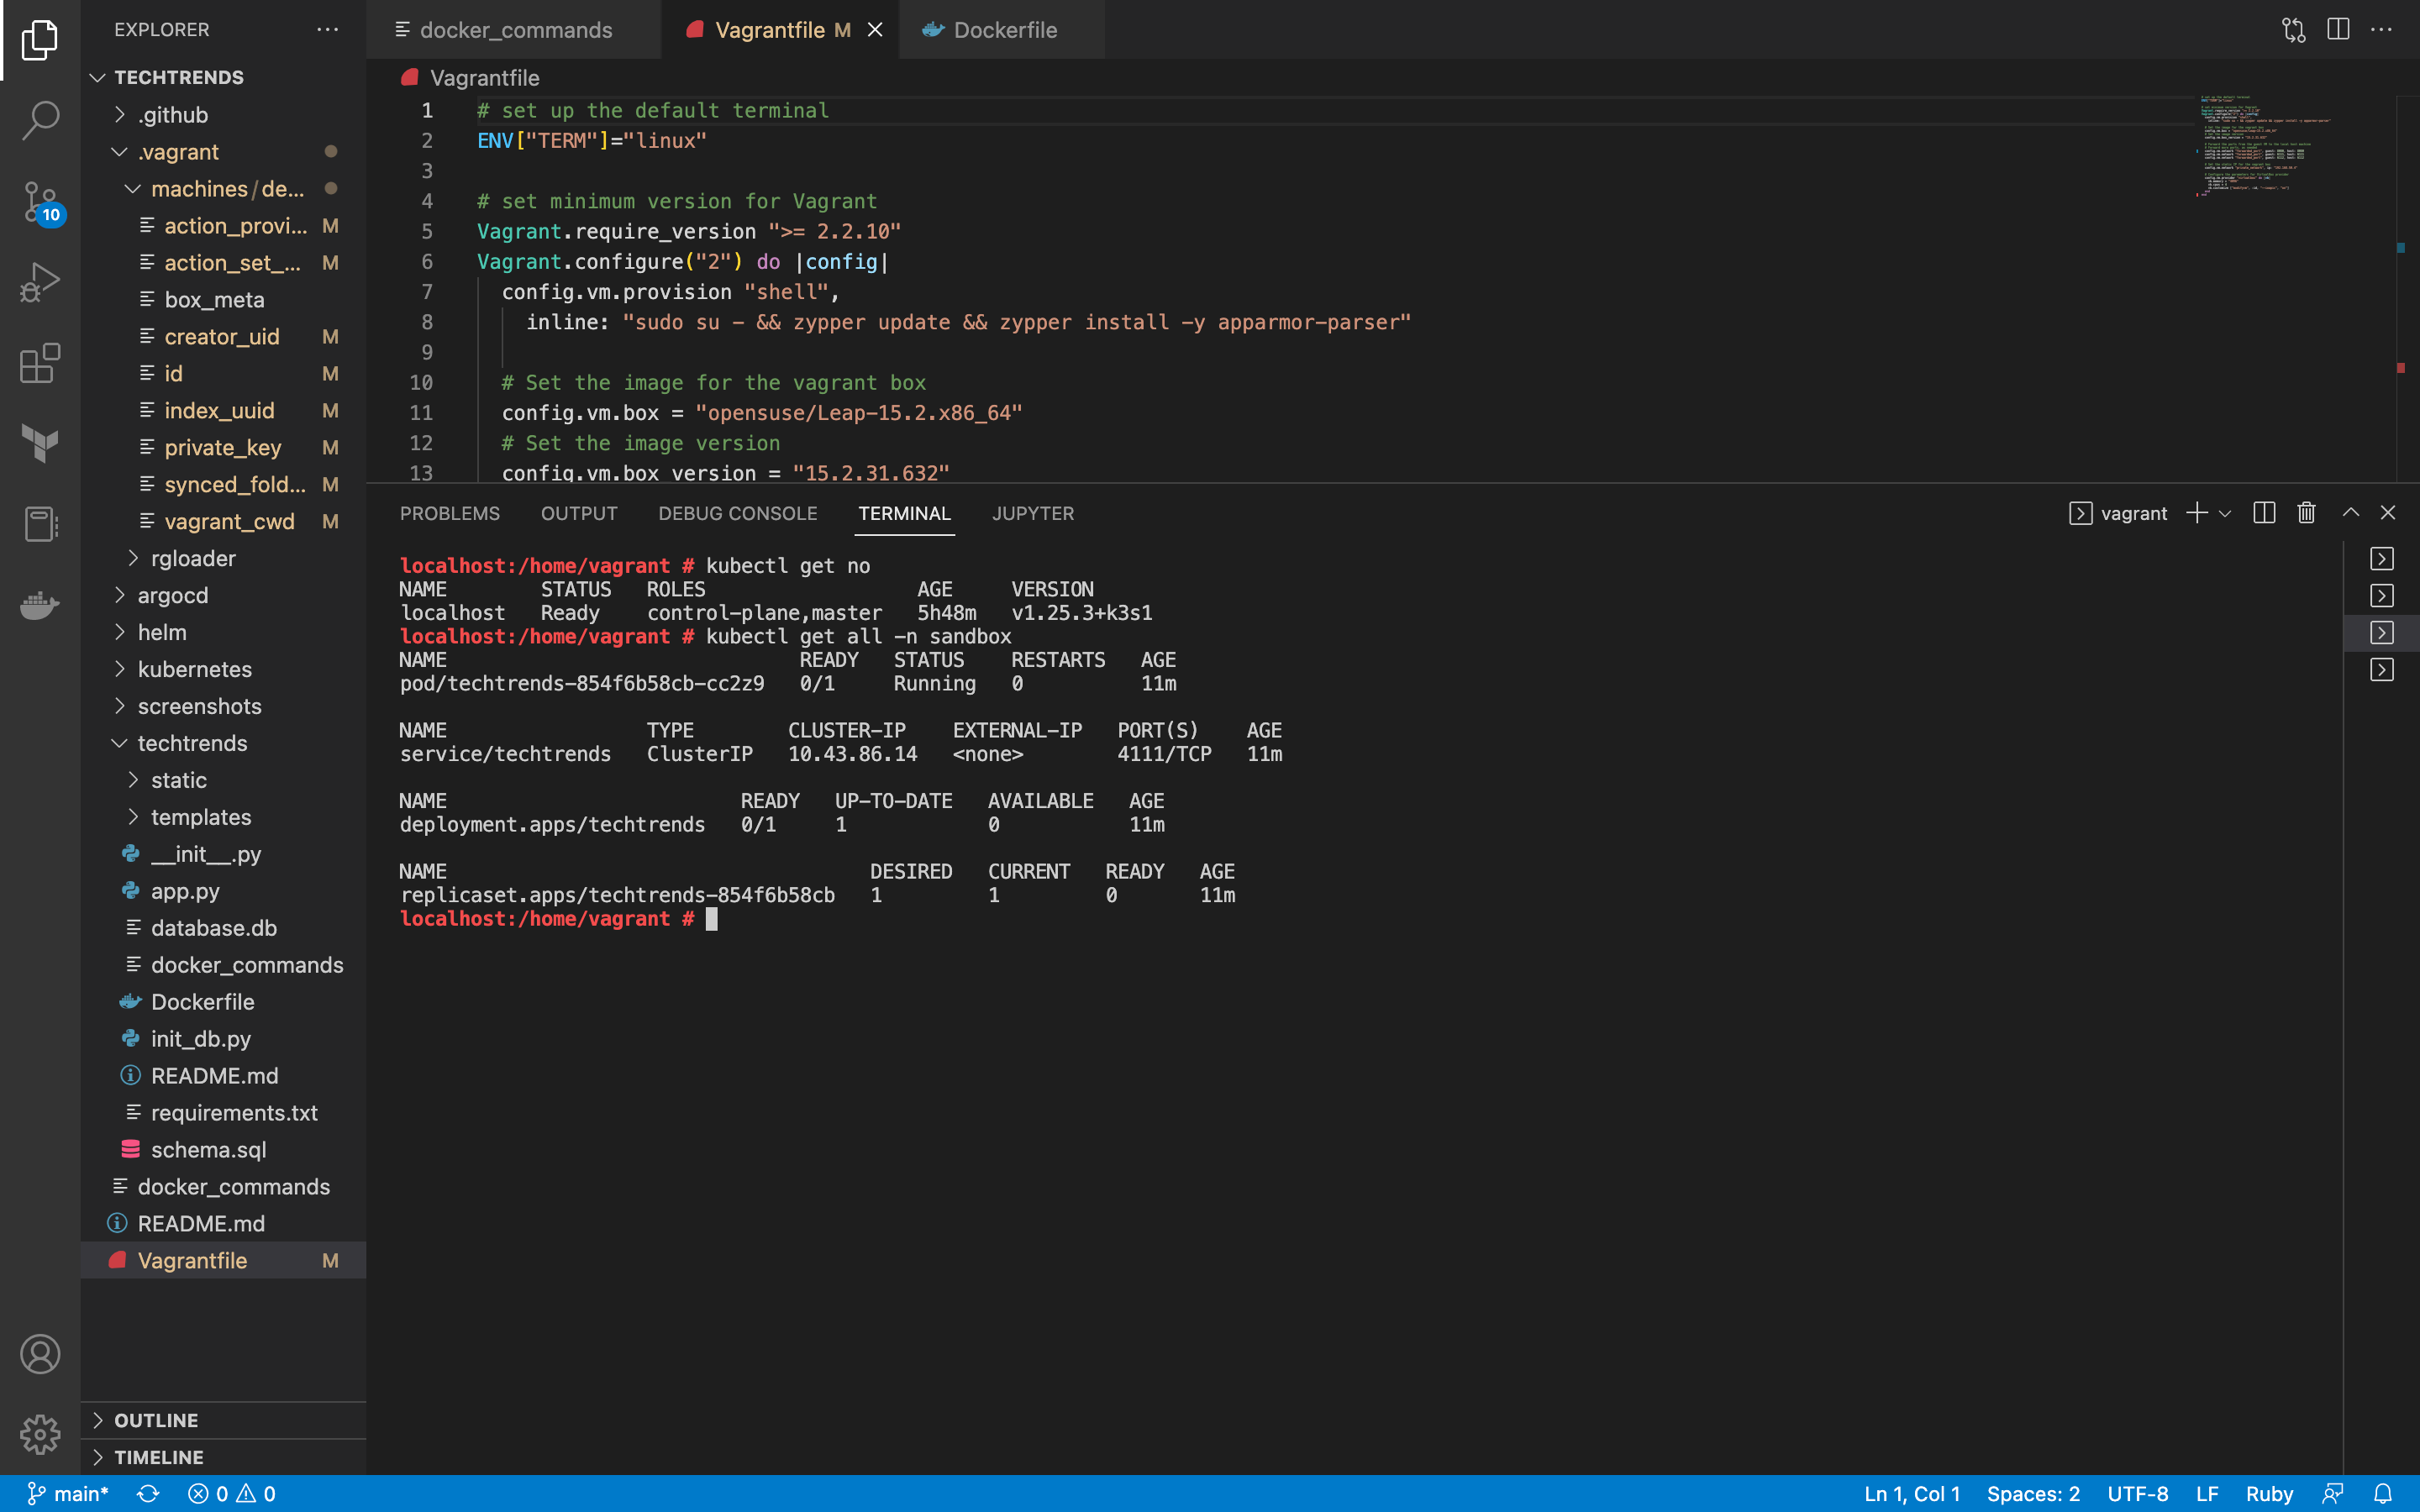 EXPLORER
TECHTRENDS
.github
.vagrant
machines/de...
action_provi... M
action_set_... M
box_meta
creator_uid M
id M
index_uuid M
private_key M
synced_fold... M
vagrant_cwd M
rgloader
argocd
helm
kubernetes
screenshots
techtrends
static
templates
__init__.py
app.py
database.db
docker_commands
Dockerfile
init_db.py
README.md
requirements.txt
schema.sql
docker_commands
README.md
Vagrantfile M
OUTLINE
TIMELINE
10
docker_commands Vagrantfile M Dockerfile
Vagrantfile
1 # set up the default terminal
2 ENV["TERM"]="linux"
3
4 # set minimum version for Vagrant
5 Vagrant.require_version ">= 2.2.10"
6 Vagrant.configure("2") do |config|
7 config.vm.provision "shell",
8 inline: "sudo su - && zypper update && zypper install -y apparmor-parser"
9
10 # Set the image for the vagrant box
11 config.vm.box = "opensuse/Leap-15.2.x86_64"
12 # Set the image version
13 config.vm.box_version = "15.2.31.632"
PROBLEMS OUTPUT DEBUG CONSOLE TERMINAL JUPYTER vagrant
localhost:/home/vagrant # kubectl get no
NAME STATUS ROLES AGE VERSION
localhost Ready control-plane,master 5h48m v1.25.3+k3s1
localhost:/home/vagrant # kubectl get all -n sandbox
NAME READY STATUS RESTARTS AGE
pod/techtrends-854f6b58cb-cc2z9 0/1 Running 0 11m
NAME TYPE CLUSTER-IP EXTERNAL-IP PORT(S) AGE
service/techtrends ClusterIP 10.43.86.14 <none> 4111/TCP 11m
NAME READY UP-TO-DATE AVAILABLE AGE
deployment.apps/techtrends 0/1 1 0 11m
NAME DESIRED CURRENT READY AGE
replicaset.apps/techtrends-854f6b58cb 1 1 0 11m
localhost:/home/vagrant #
main* 0 0 Ln 1, Col 1 Spaces: 2 UTF-8 LF Ruby